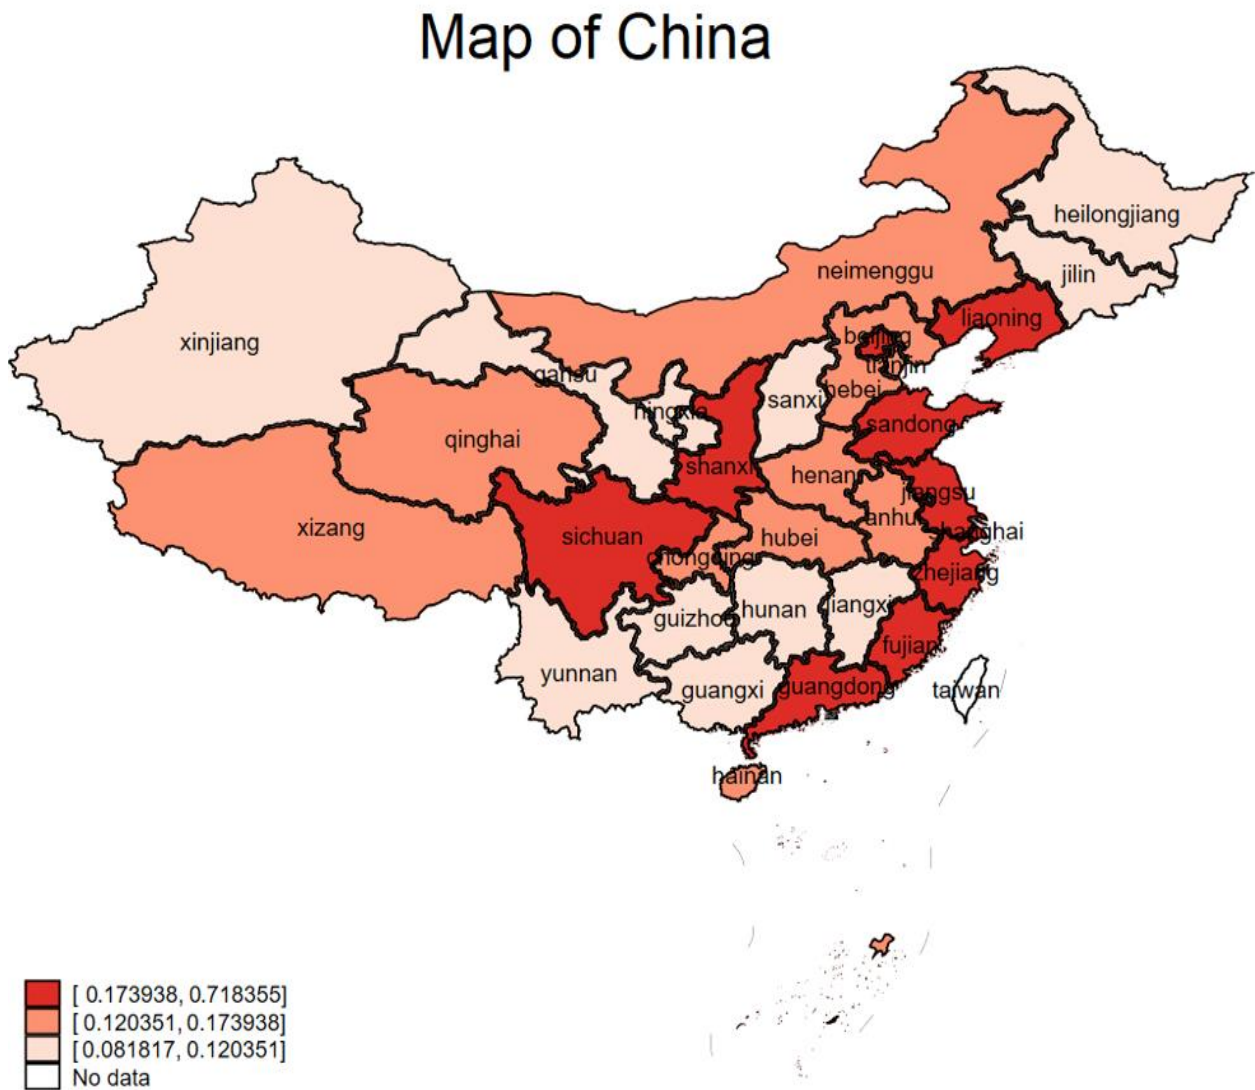 Map of China
heilongjiang
neimenggu
jilin
liaoning
beijing
xinjiang
tianjin
gansu
hebei
sanxi
ningxia
sandong
qinghai
shanxi
henan
jiangsu
anhui
xizang
shanghai
sichuan
hubei
chongqing
zhejiang
hunan
jiangxi
guizhou
fujian
yunnan
guangxi
guangdong
taiwan
hainan
[ 0.173938, 0.718355]
[ 0.120351, 0.173938]
[ 0.081817, 0.120351]
No data